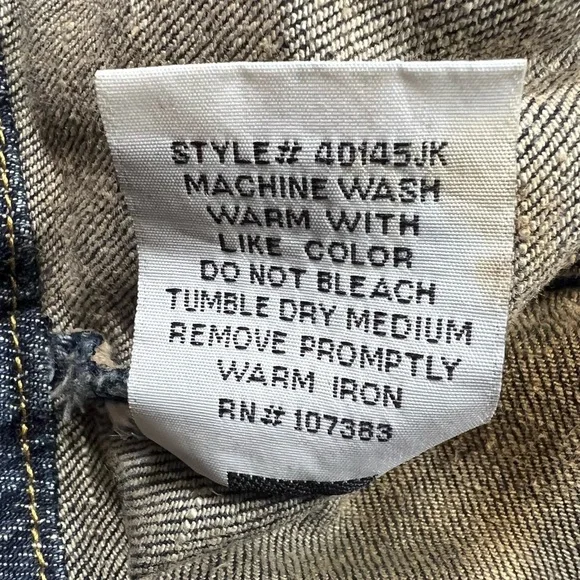 STYLE# 40145JK
MACHINE WASH
WARM WITH
LIKE COLOR
DO NOT BLEACH
TUMBLE DRY MEDIUM
REMOVE PROMPTLY
WARM IRON
RN# 107383